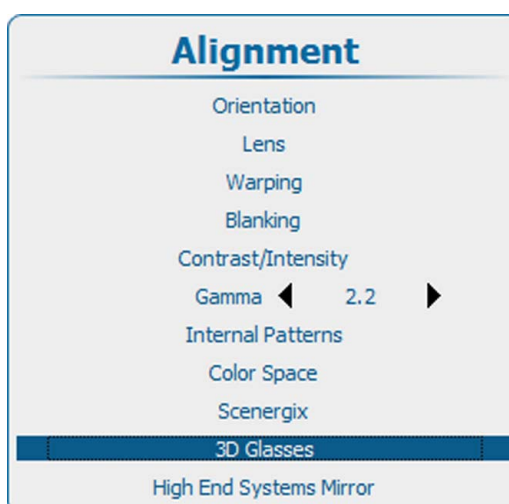 Alignment
Orientation
Lens
Warping
Blanking
Contrast/Intensity
Gamma 2.2
Internal Patterns
Color Space
Scenergix
3D Glasses
High End Systems Mirror